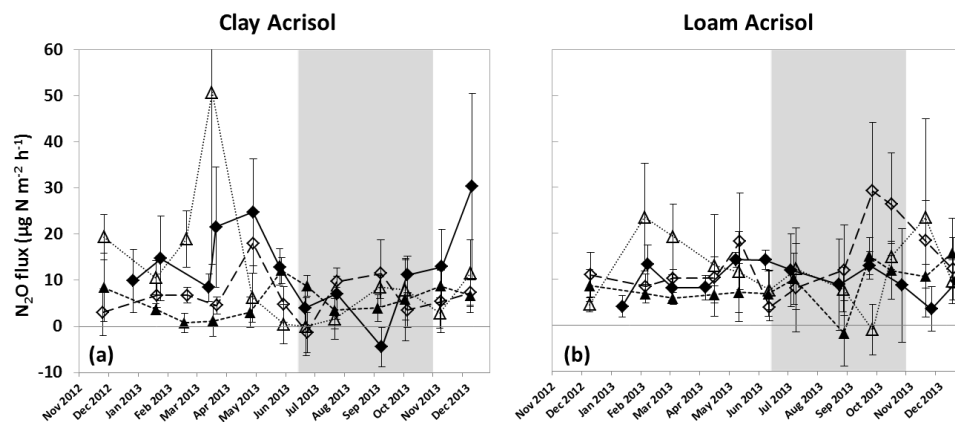 Clay Acrisol
Loam Acrisol
N₂O flux (µg N m⁻² h⁻¹)
60
50
40
30
20
10
0
-10
(a)
(b)
Nov 2012
Dec 2012
Jan 2013
Feb 2013
Mar 2013
Apr 2013
May 2013
Jun 2013
Jul 2013
Aug 2013
Sep 2013
Oct 2013
Nov 2013
Dec 2013
Nov 2012
Dec 2012
Jan 2013
Feb 2013
Mar 2013
Apr 2013
May 2013
Jun 2013
Jul 2013
Aug 2013
Sep 2013
Oct 2013
Nov 2013
Dec 2013